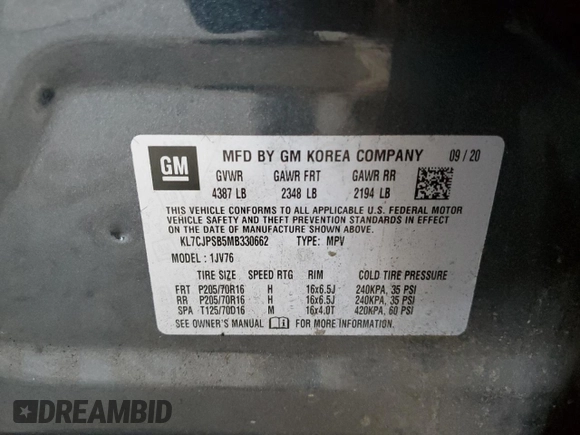 GM
MFD BY GM KOREA COMPANY 09 / 20
GVWR GAWR FRT GAWR RR
4387 LB 2348 LB 2194 LB
THIS VEHICLE CONFORMS TO ALL APPLICABLE U.S. FEDERAL MOTOR
VEHICLE SAFETY AND THEFT PREVENTION STANDARDS
IN EFFECT ON THE DATE OF MANUFACTURE SHOWN ABOVE.
KL7CJPSB5MB330662 TYPE: MPV
MODEL : 1JV76
TIRE SIZE SPEED RTG RIM COLD TIRE PRESSURE
FRT P205/70R16 H 16x6.5J 240KPA, 35 PSI
RR P205/70R16 H 16x6.5J 240KPA, 35 PSI
SPA T125/70D16 M 16x4.0T 420KPA, 60 PSI
SEE OWNER'S MANUAL FOR MORE INFORMATION.
DREAMBID